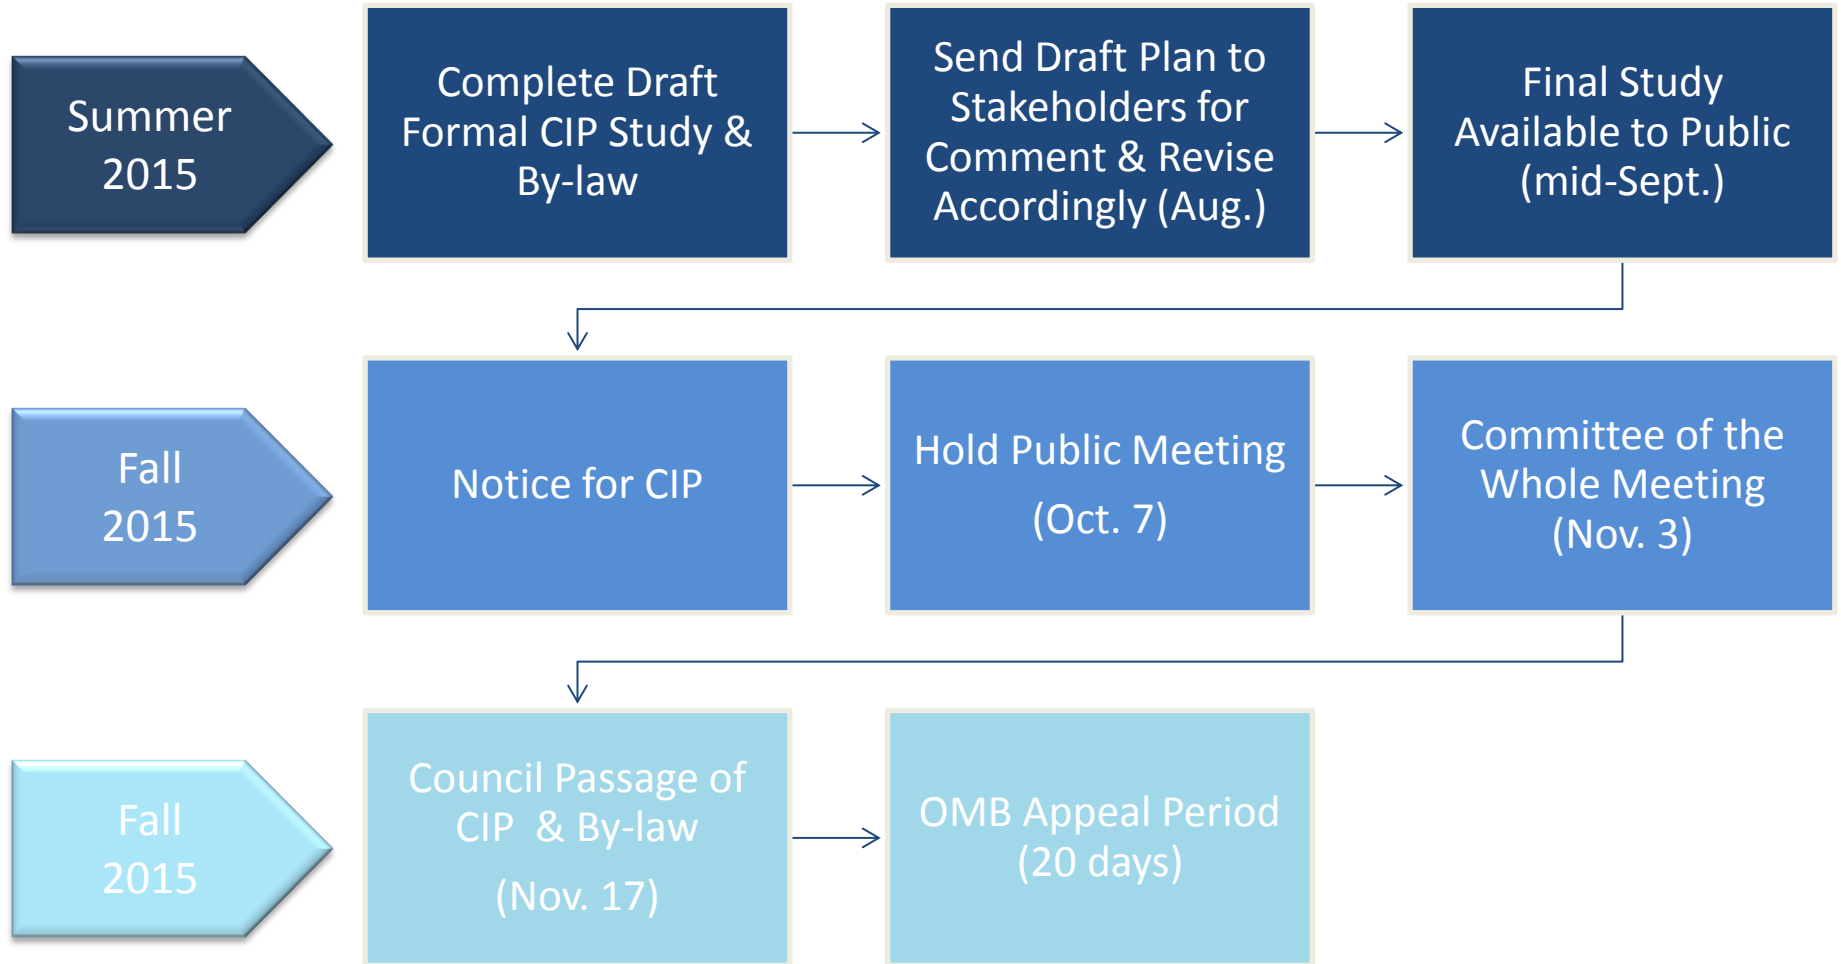 Summer
2015
Complete Draft
Formal CIP Study &
By-law
Send Draft Plan to
Stakeholders for
Comment & Revise
Accordingly (Aug.)
Final Study
Available to Public
(mid-Sept.)
Fall
2015
Notice for CIP
Hold Public Meeting
(Oct. 7)
Committee of the
Whole Meeting
(Nov. 3)
Fall
2015
Council Passage of
CIP & By-law
(Nov. 17)
OMB Appeal Period
(20 days)